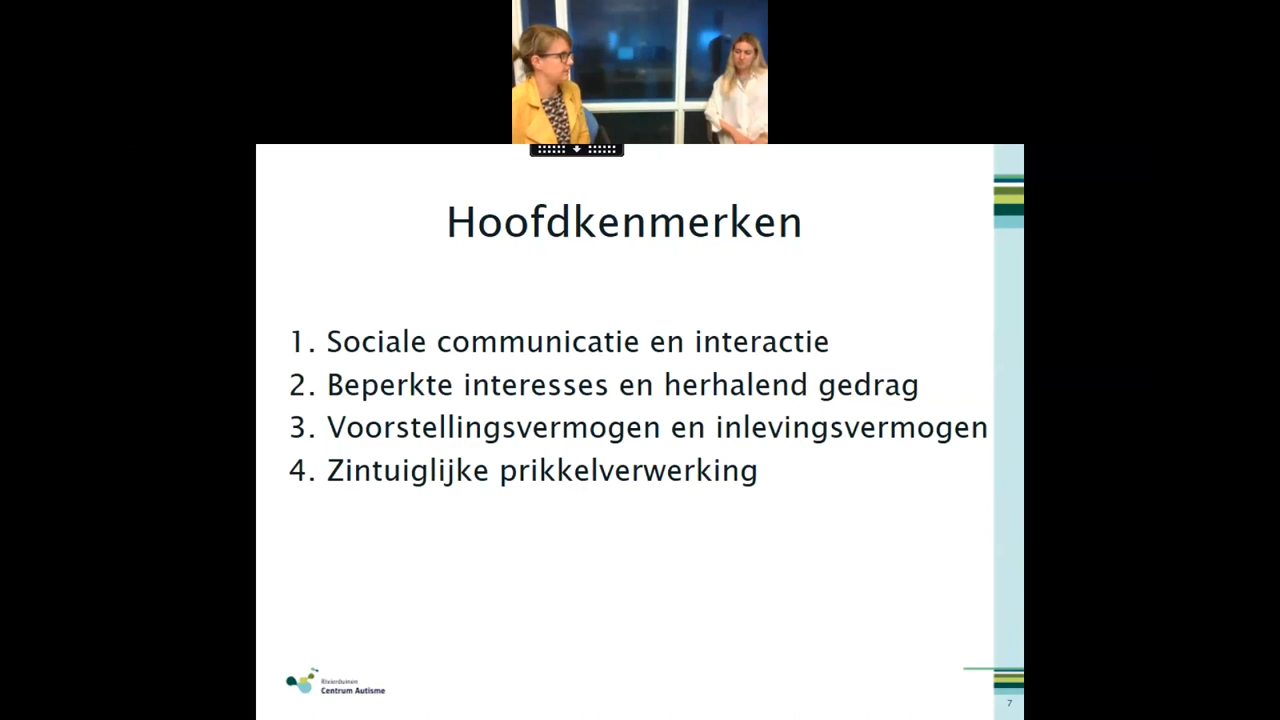 Hoofdkenmerken
1. Sociale communicatie en interactie
2. Beperkte interesses en herhalend gedrag
3. Voorstellingsvermogen en inlevingsvermogen
4. Zintuiglijke prikkelverwerking
Rivierduinen
Centrum Autisme
7